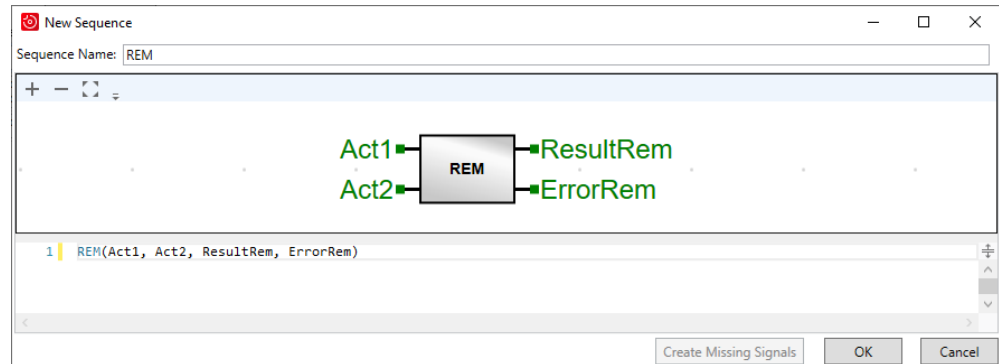 New Sequence
Sequence Name: REM
Act1 REM ResultRem
Act2 ErrorRem
1 REM(Act1, Act2, ResultRem, ErrorRem)
Create Missing Signals OK Cancel